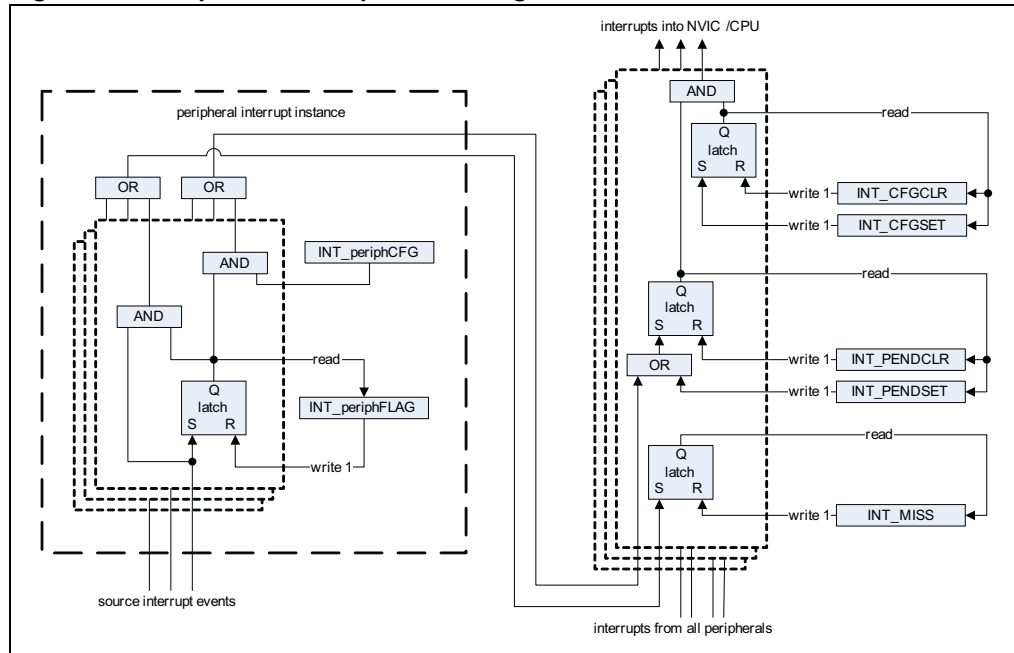 interrupts into NVIC /CPU
peripheral interrupt instance
AND
read
Q
latch
S R
OR
OR
write 1
INT_CFGCLR
write 1
INT_CFGSET
INT_periphCFG
AND
read
Q
latch
S R
AND
read
OR
write 1
INT_PENDCLR
write 1
INT_PENDSET
Q
latch
S R
INT_periphFLAG
write 1
read
Q
latch
S R
write 1
INT_MISS
source interrupt events
interrupts from all peripherals